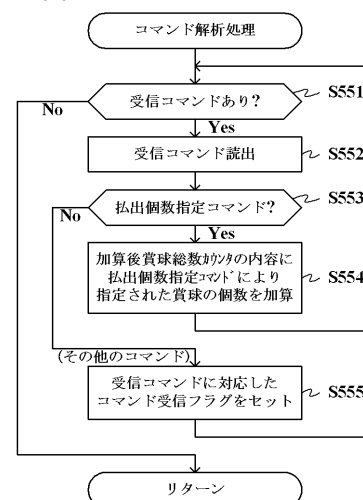 コマンド解析処理
受信コマンドあり?
S551
No
Yes
受信コマンド読出
S552
払出個数指定コマンド?
S553
No
Yes
加算後賞球総数カウンタの内容に
払出個数指定コマンドにより
指定された賞球の個数を加算
S554
(その他のコマンド)
受信コマンドに対応した
コマンド受信フラグをセット
S555
リターン